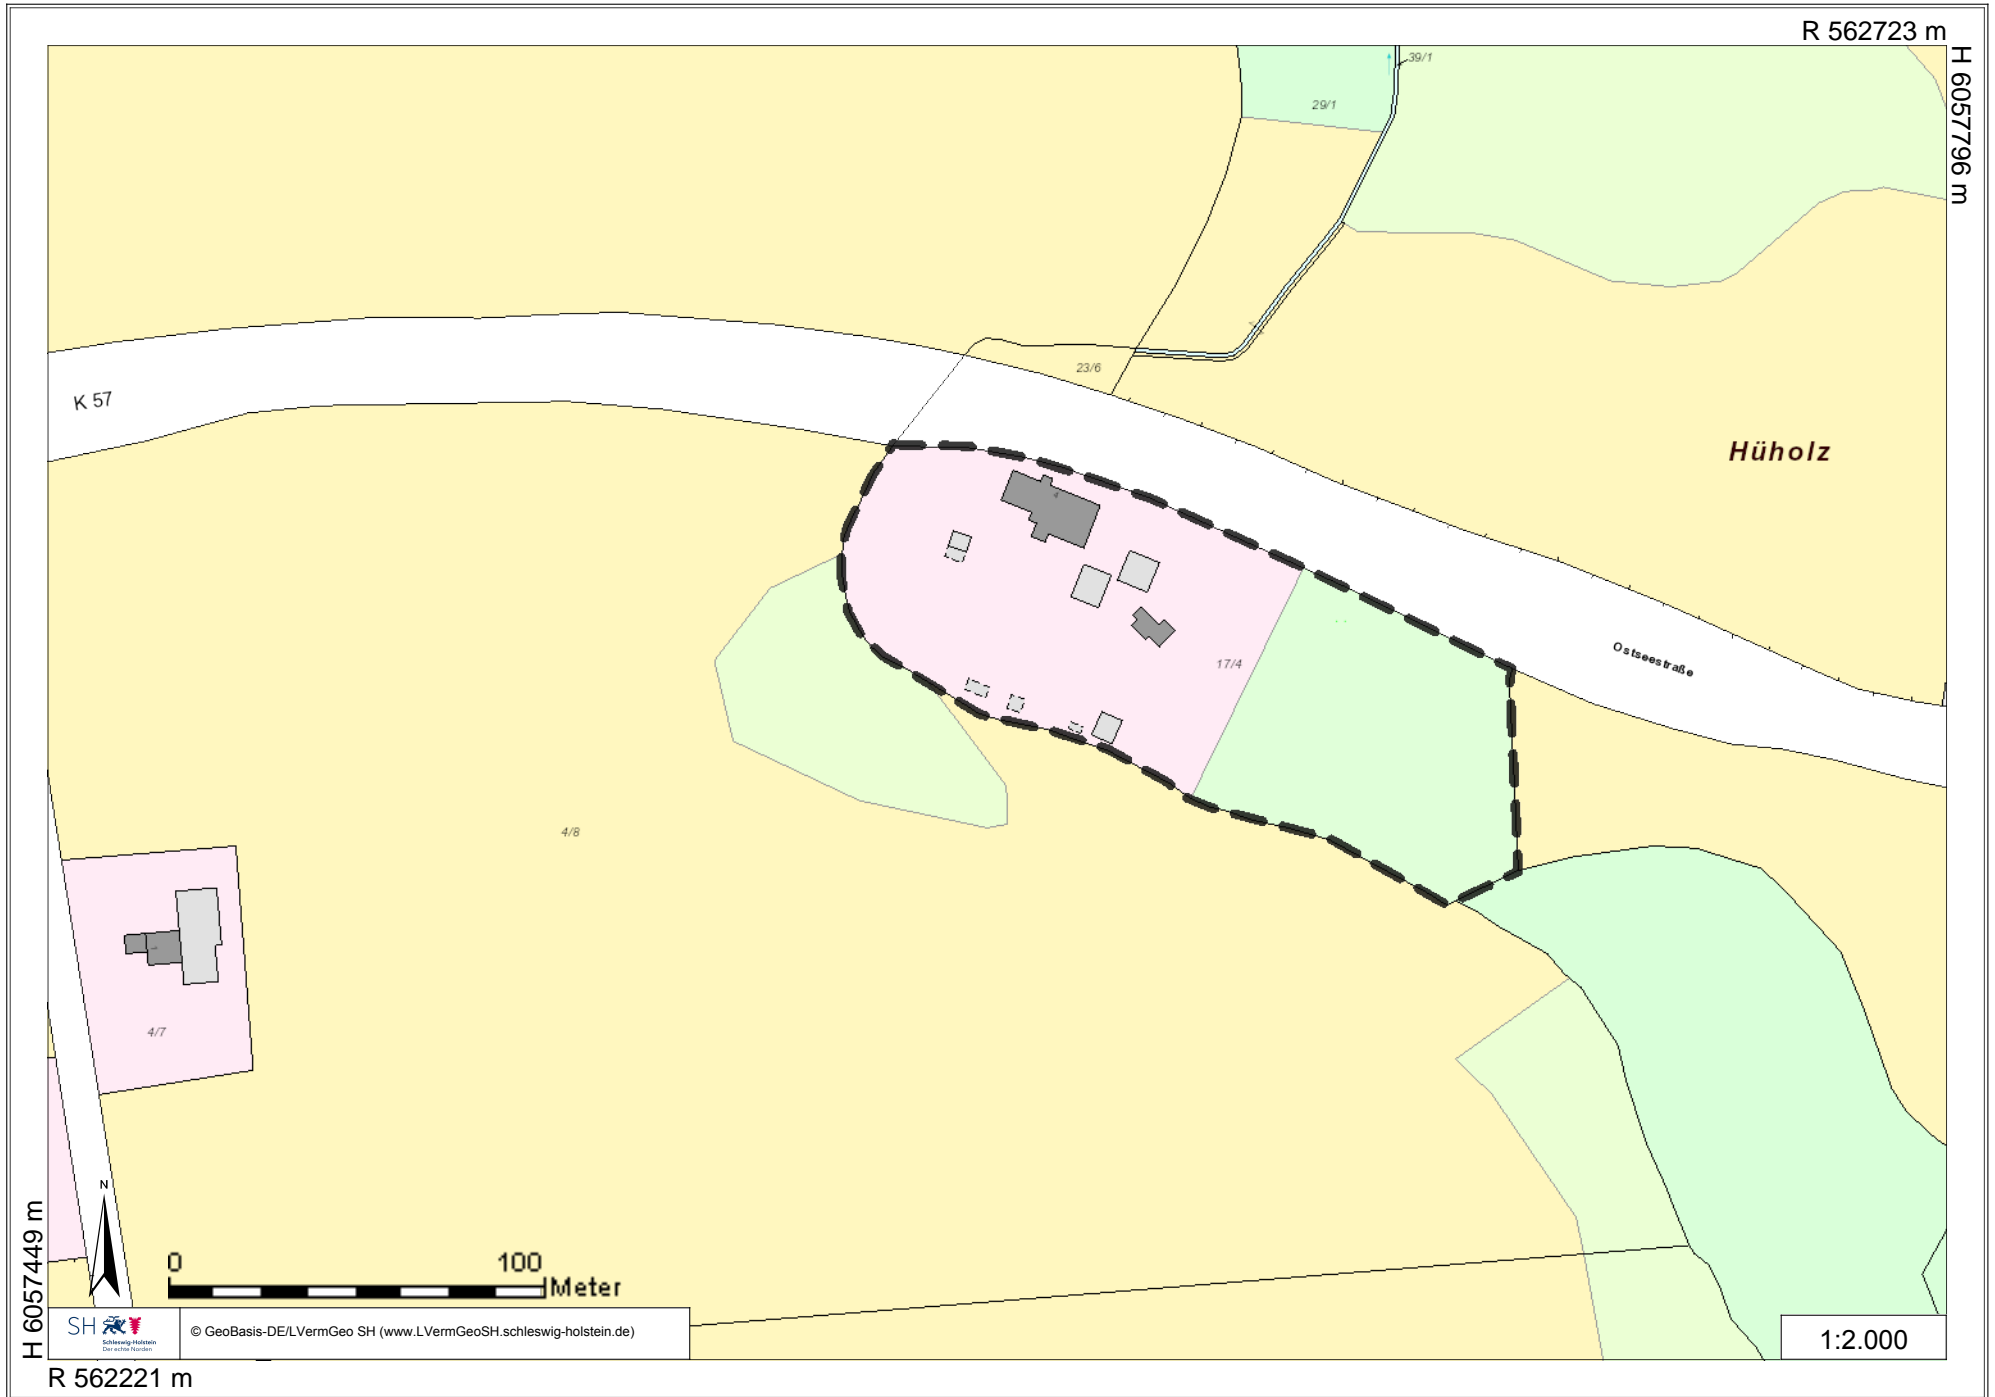 R 562723 m
H 6057796 m
39/1
29/1
23/6
K 57
Hüholz
4
17/4
Ostseestraße
4/8
4/7
N
0 100
Meter
H 6057449 m
SH
Schleswig-Holstein
Der echte Norden
© GeoBasis-DE/LVermGeo SH (www.LVermGeoSH.schleswig-holstein.de)
1:2.000
R 562221 m